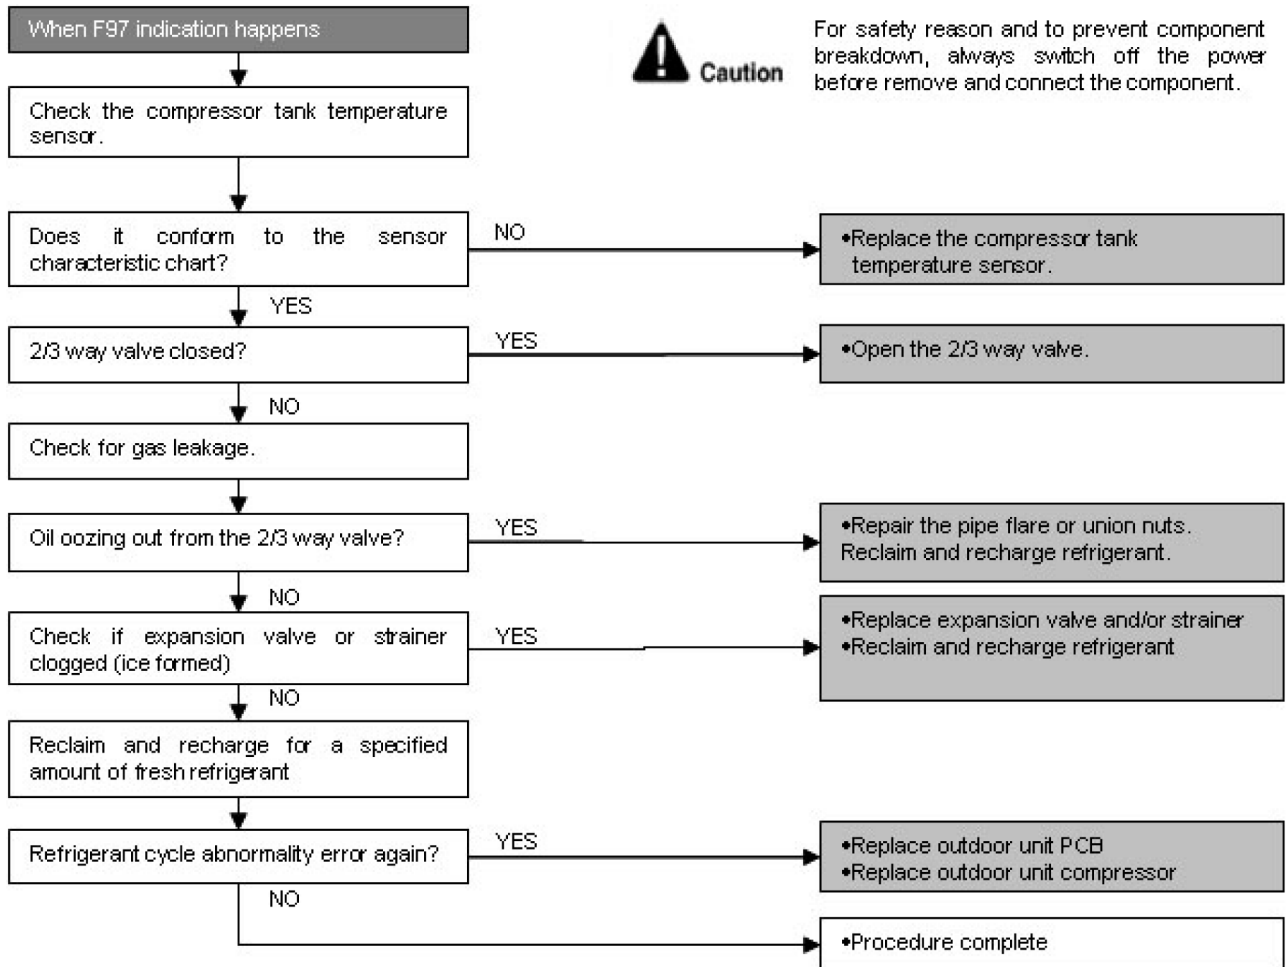 When F97 indication happens
Caution
For safety reason and to prevent component
breakdown, always switch off the power
before remove and connect the component.
Check the compressor tank temperature
sensor.
Does it conform to the sensor
characteristic chart?
NO
•Replace the compressor tank
temperature sensor.
YES
2/3 way valve closed?
YES
•Open the 2/3 way valve.
NO
Check for gas leakage.
Oil oozing out from the 2/3 way valve?
YES
•Repair the pipe flare or union nuts.
Reclaim and recharge refrigerant.
NO
Check if expansion valve or strainer
clogged (ice formed)
YES
•Replace expansion valve and/or strainer
•Reclaim and recharge refrigerant
NO
Reclaim and recharge for a specified
amount of fresh refrigerant
Refrigerant cycle abnormality error again?
YES
•Replace outdoor unit PCB
•Replace outdoor unit compressor
NO
•Procedure complete